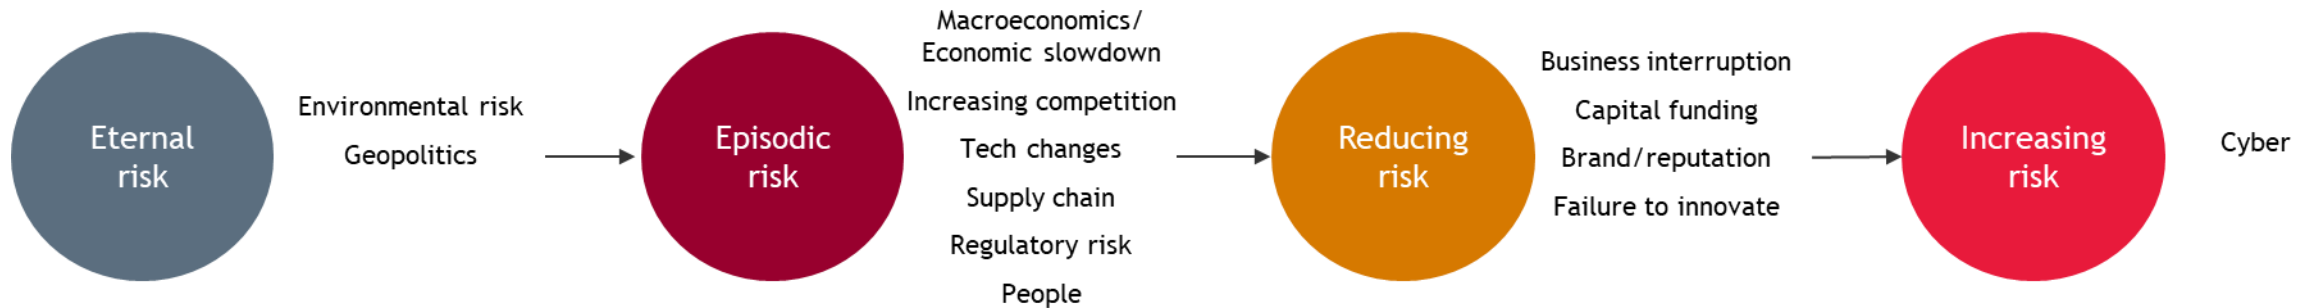 Eternal
risk
Environmental risk
Geopolitics
Episodic
risk
Macroeconomics/
Economic slowdown
Increasing competition
Tech changes
Supply chain
Regulatory risk
People
Reducing
risk
Business interruption
Capital funding
Brand/reputation
Failure to innovate
Increasing
risk
Cyber